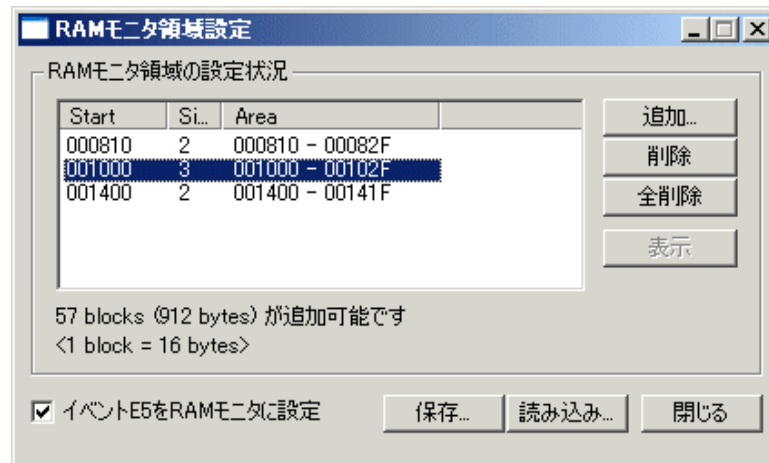 RAMモニタ領域設定
RAMモニタ領域の設定状況
Start Si... Area
000810 2 000810 - 00082F
001000 3 001000 - 00102F
001400 2 001400 - 00141F
追加...
削除
全削除
表示
57 blocks (912 bytes) が追加可能です
<1 block = 16 bytes>
イベントE5をRAMモニタに設定
保存... 読み込み... 閉じる